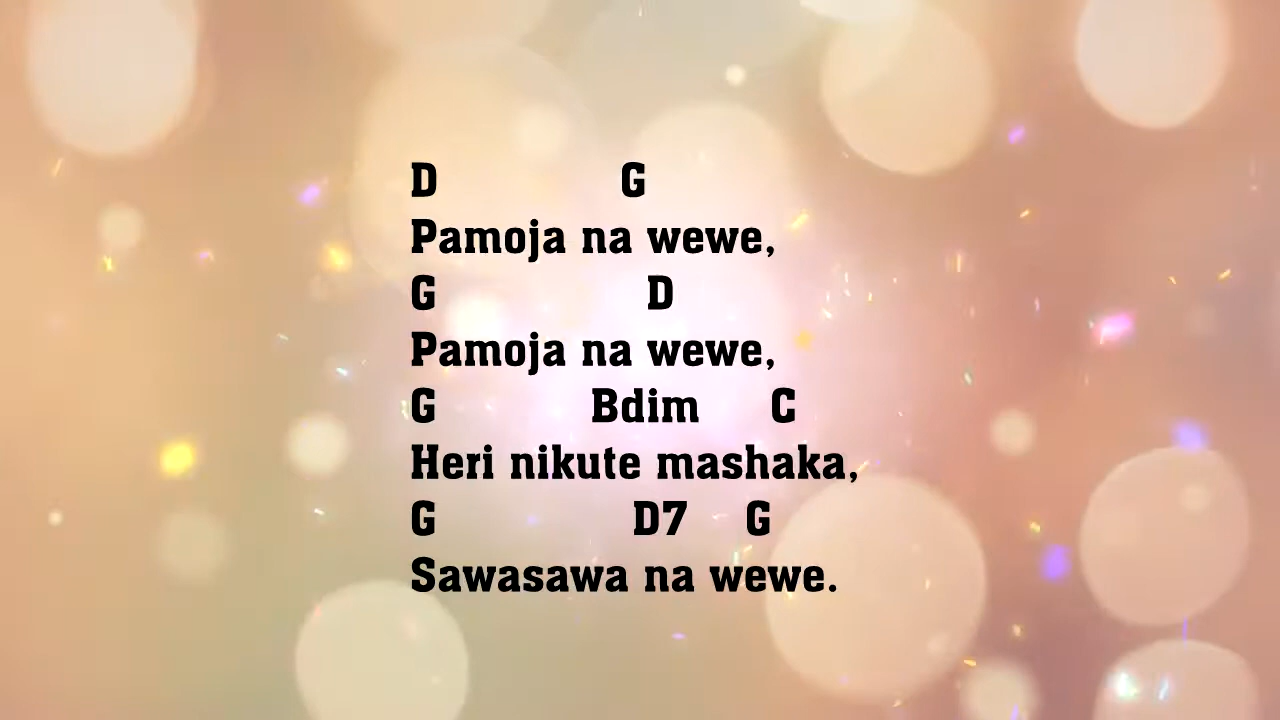 D G
Pamoja na wewe,
G D
Pamoja na wewe,
G Bdim C
Heri nikute mashaka,
G D7 G
Sawasawa na wewe.